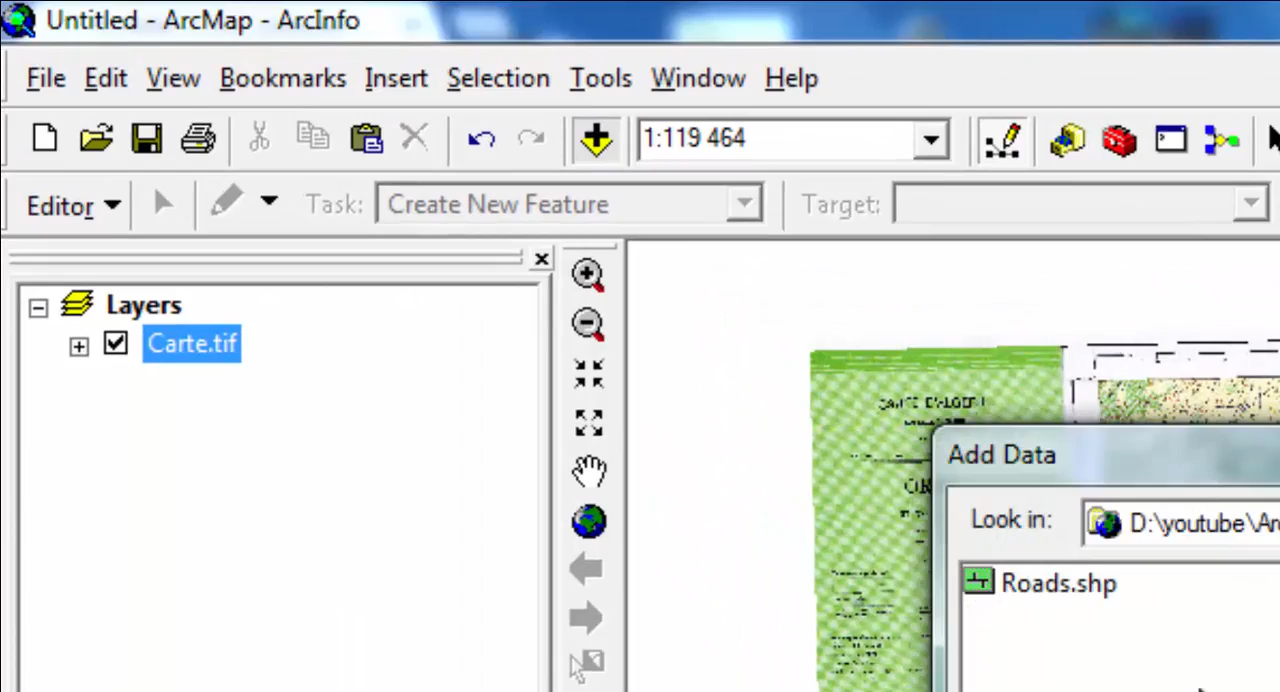 Untitled - ArcMap - ArcInfo
File Edit View Bookmarks Insert Selection Tools Window Help
1:119 464
Editor Task: Create New Feature Target:
Layers
Carte.tif
Add Data
Look in: D:\youtube\Arc
Roads.shp